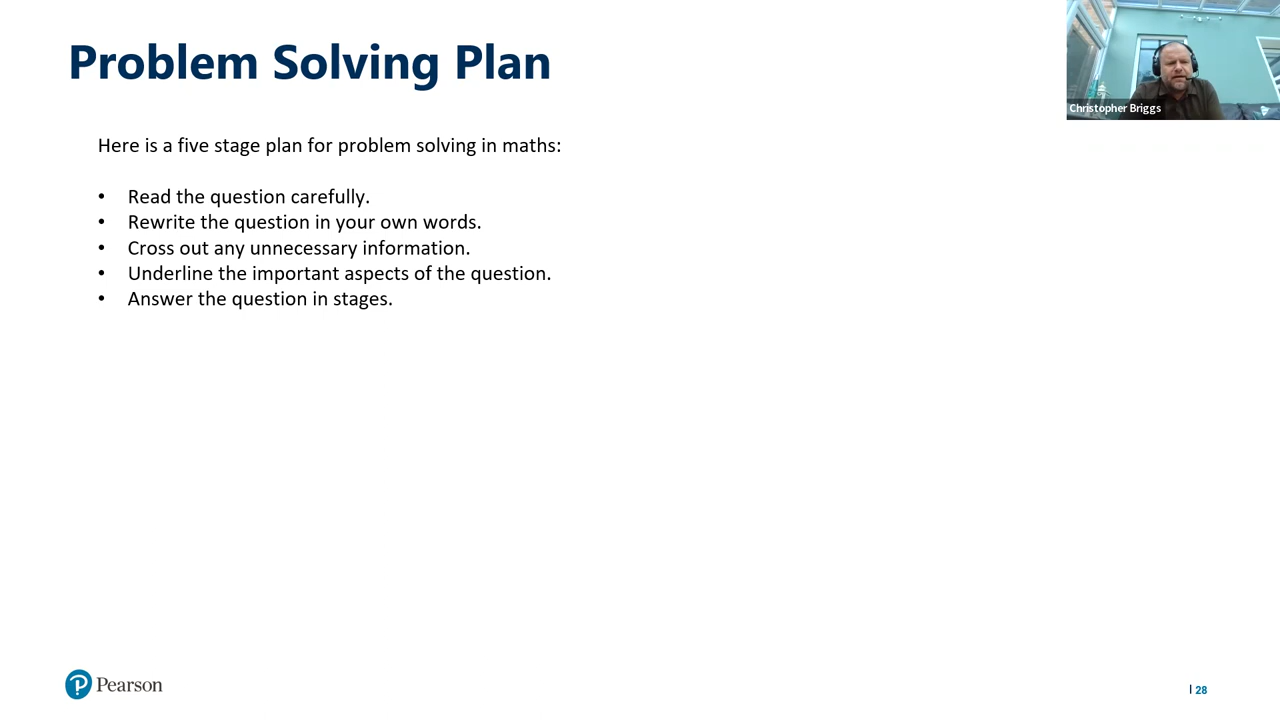 Problem Solving Plan
Christopher Briggs
Here is a five stage plan for problem solving in maths:
• Read the question carefully.
• Rewrite the question in your own words.
• Cross out any unnecessary information.
• Underline the important aspects of the question.
• Answer the question in stages.
Pearson
| 28